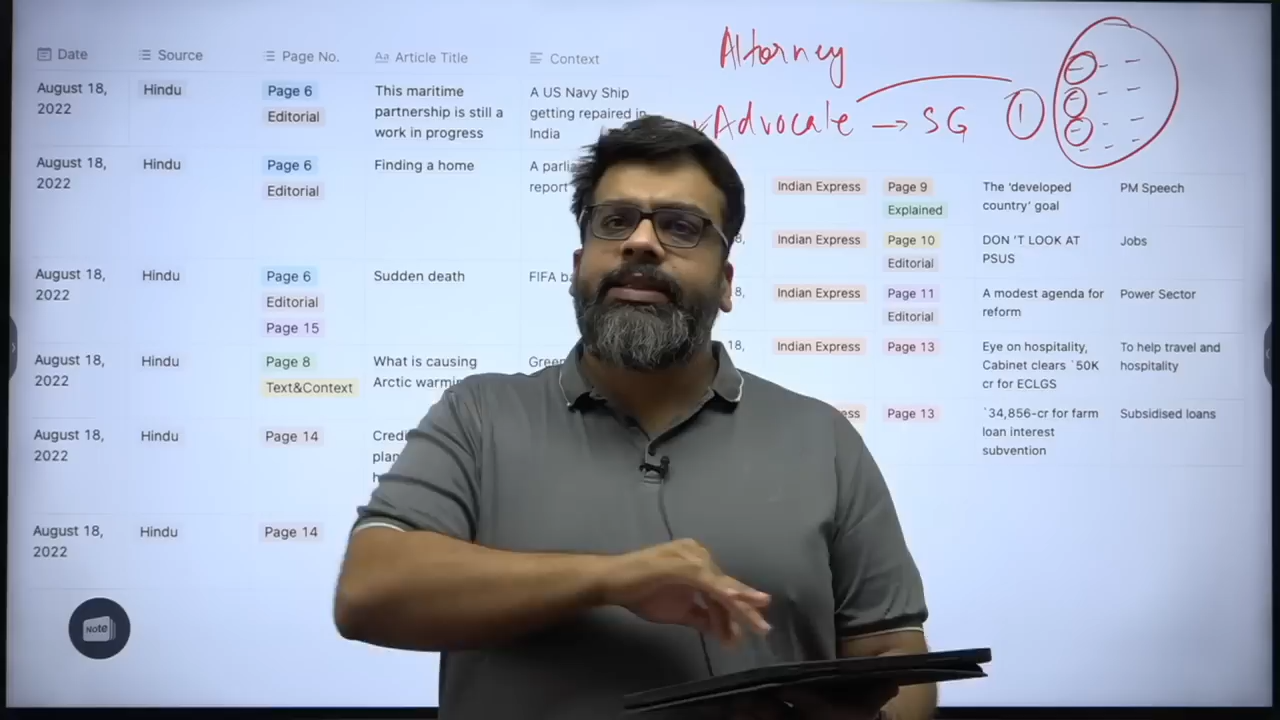 Date
Source
Page No.
Aa Article Title
Context
August 18,
2022
Hindu
Page 6
Editorial
This maritime
partnership is still a
work in progress
A US Navy Ship
getting repaired in
India
August 18,
2022
Hindu
Page 6
Editorial
Finding a home
report
August 18,
2022
Hindu
Page 6
Editorial
Page 15
Sudden death
FIFA
August 18,
2022
Hindu
Page 8
Text&Context
What is causing
Arctic
August 18,
2022
Hindu
Page 14
August 18,
2022
Hindu
Page 14
Attorney
Advocate → SG
1
Indian Express
Page 9
Explained
The 'developed
country' goal
PM Speech
8,
Indian Express
Page 10
Editorial
DON 'T LOOK AT
PSUS
Jobs
8,
Indian Express
Page 11
Editorial
A modest agenda for
reform
Power Sector
18,
Indian Express
Page 13
Eye on hospitality,
Cabinet clears `50K
cr for ECLGS
To help travel and
hospitality
Page 13
`34,856-cr for farm
loan interest
subvention
Subsidised loans
Note